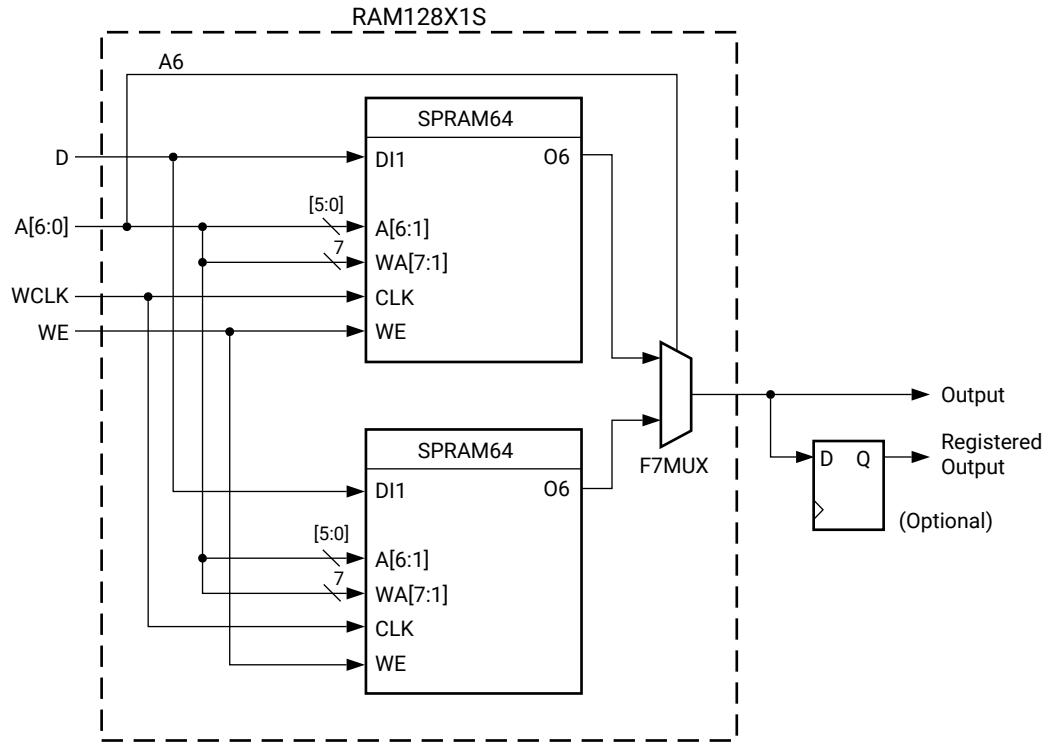 RAM128X1S
A6
SPRAM64
D
DI1
O6
[5:0]
A[6:0]
A[6:1]
7
WA[7:1]
WCLK
CLK
WE
WE
Output
SPRAM64
F7MUX
D Q
Registered
Output
DI1
O6
(Optional)
[5:0]
A[6:1]
7
WA[7:1]
CLK
WE